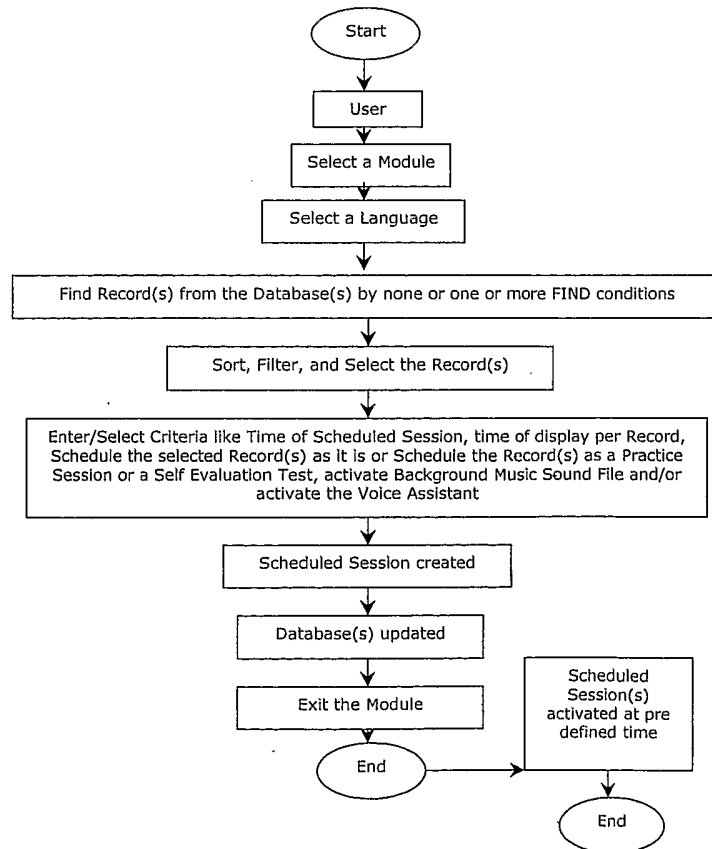 Start
User
Select a Module
Select a Language
Find Record(s) from the Database(s) by none or one or more FIND conditions
Sort, Filter, and Select the Record(s)
Enter/Select Criteria like Time of Scheduled Session, time of display per Record,
Schedule the selected Record(s) as it is or Schedule the Record(s) as a Practice
Session or a Self Evaluation Test, activate Background Music Sound File and/or
activate the Voice Assistant
Scheduled Session created
Database(s) updated
Exit the Module
End
Scheduled
Session(s)
activated at pre
defined time
End